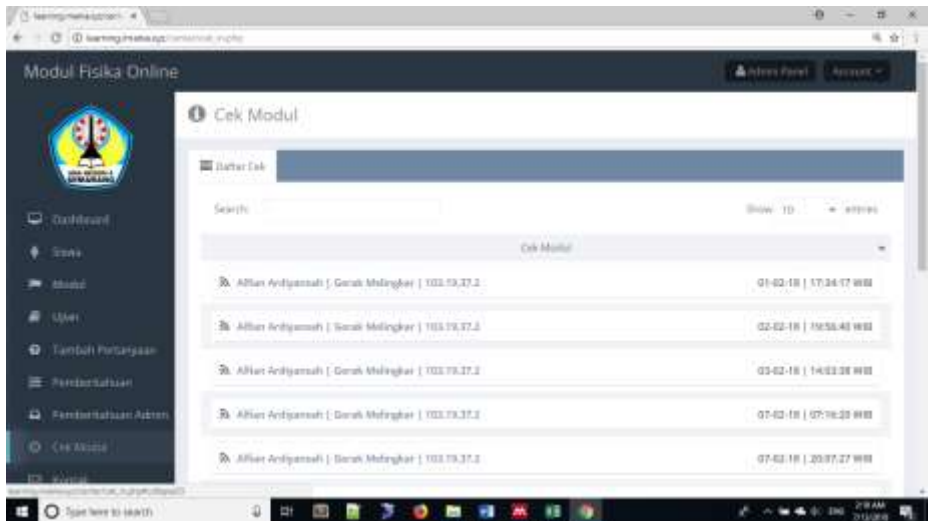 Modul Fisika Online
Admin Panel
Account
Cek Modul
Daftar Cek
Search:
Show 10 entries
Cek Modul
Dashboard
Siswa
Modul
Ujian
Tambah Pertanyaan
Pemberitahuan
Pemberitahuan Admin
Cek Modul
Kontak
Alfian Ardiyansah | Gerak Melingkar | 103.19.37.2
01-02-18 | 17:34:17 WIB
Alfian Ardiyansah | Gerak Melingkar | 103.19.37.2
02-02-18 | 19:56:40 WIB
Alfian Ardiyansah | Gerak Melingkar | 103.19.37.2
03-02-18 | 14:03:38 WIB
Alfian Ardiyansah | Gerak Melingkar | 103.19.37.2
07-02-18 | 07:16:20 WIB
Alfian Ardiyansah | Gerak Melingkar | 103.19.37.2
07-02-18 | 20:07:27 WIB
Type here to search
2:18 AM